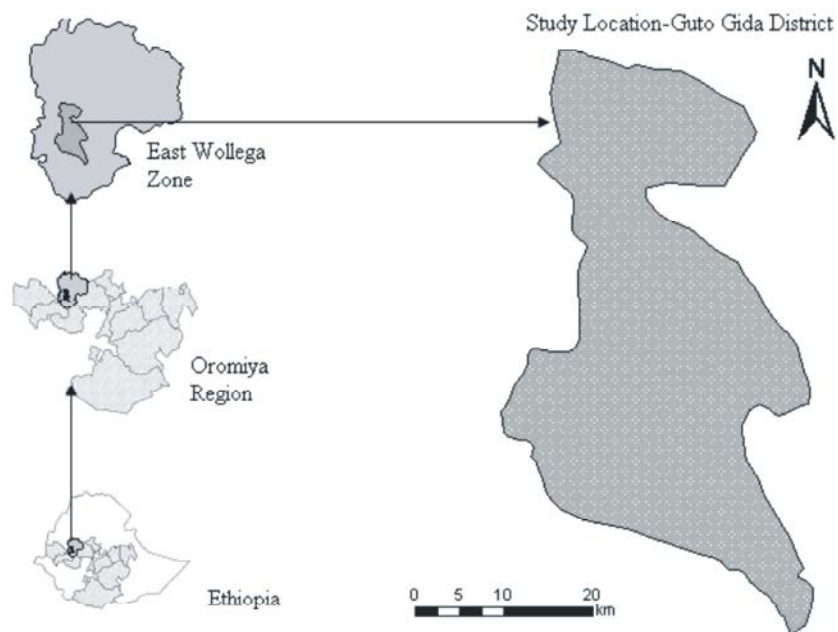 Study Location-Guto Gida District
N
East Wollega
Zone
Oromiya
Region
Ethiopia
0 5 10 20
km